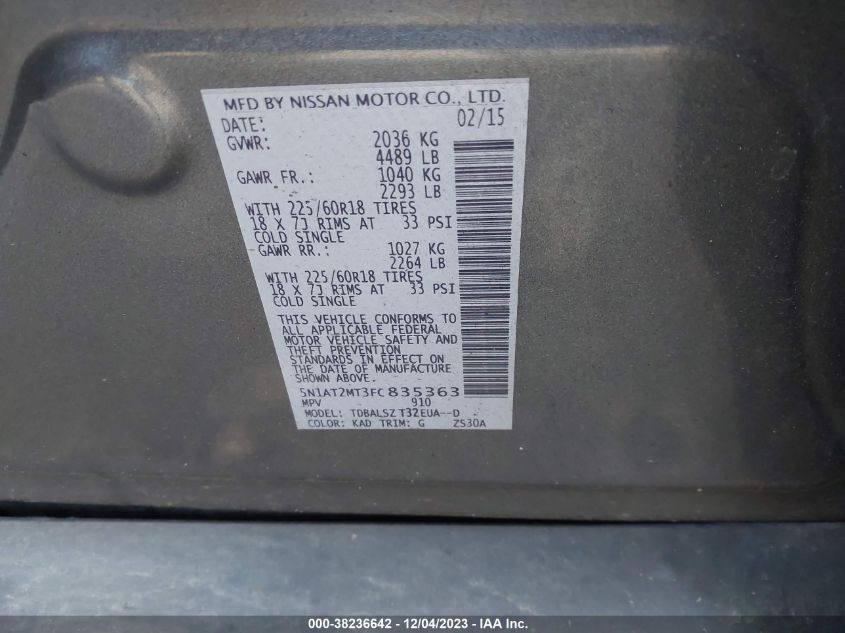 MFD BY NISSAN MOTOR CO., LTD.
DATE: 02/15
GVWR: 2036 KG
4489 LB
GAWR FR.: 1040 KG
2293 LB
WITH 225/60R18 TIRES
18 X 7J RIMS AT 33 PSI
COLD SINGLE
GAWR RR.: 1027 KG
2264 LB
WITH 225/60R18 TIRES
18 X 7J RIMS AT 33 PSI
COLD SINGLE
THIS VEHICLE CONFORMS TO
ALL APPLICABLE FEDERAL
MOTOR VEHICLE SAFETY AND
THEFT PREVENTION
STANDARDS IN EFFECT ON
THE DATE OF MANUFACTURE
SHOWN ABOVE.
5N1AT2MT3FC835363
MPV 910
MODEL: TDBALSZ T32EUA--D
COLOR: KAD TRIM: G ZS30A
000-38236642 - 12/04/2023 - IAA Inc.